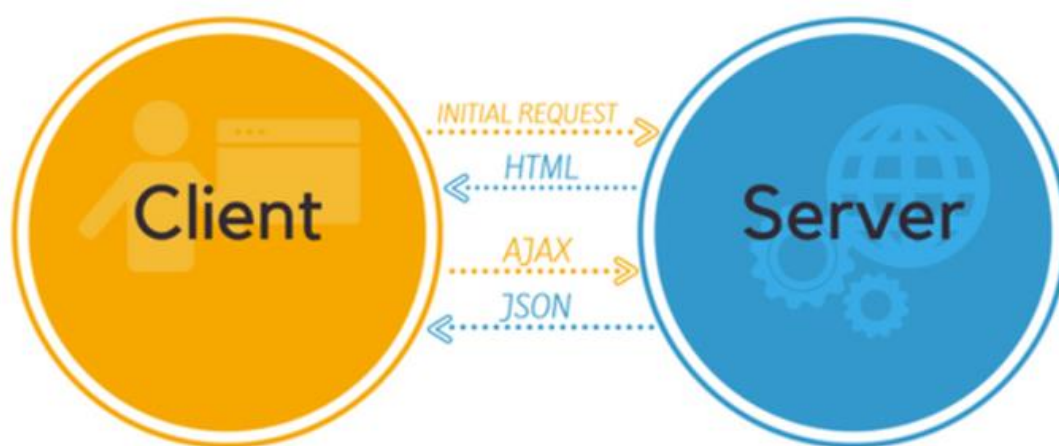 Client
INITIAL REQUEST
HTML
AJAX
JSON
Server